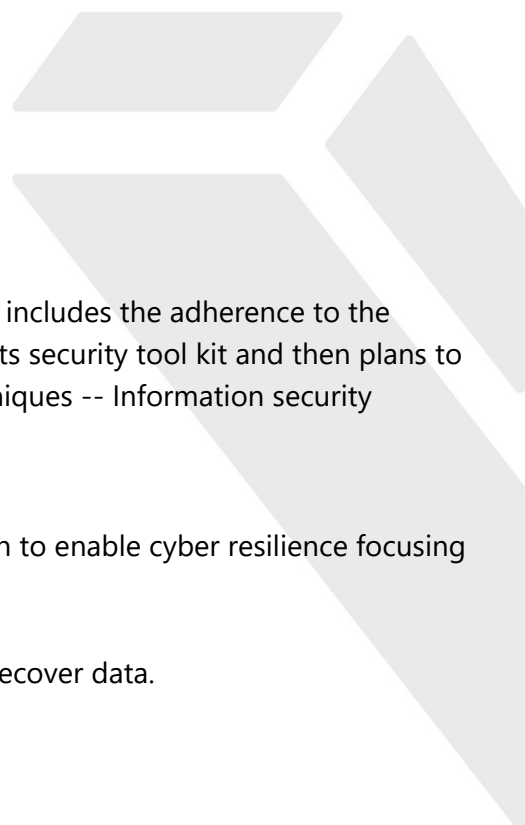 includes the adherence to the
ts security tool kit and then plans to
niques -- Information security
n to enable cyber resilience focusing
ecover data.